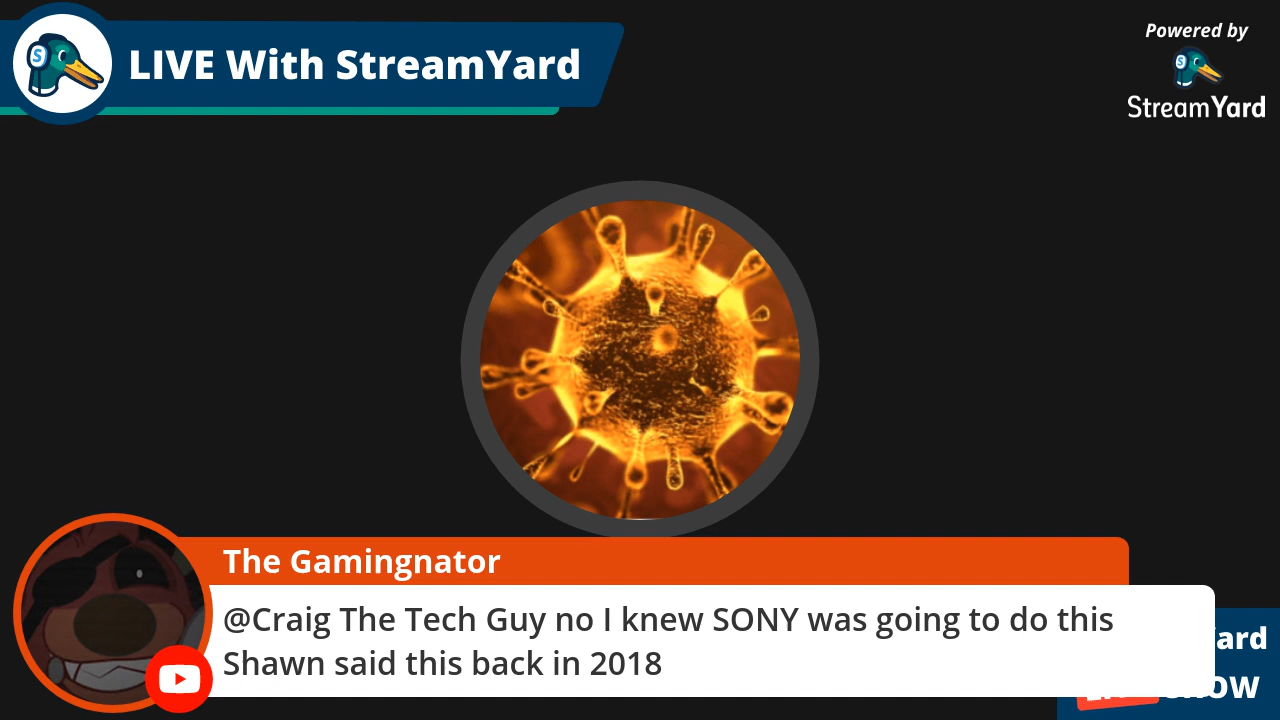 LIVE With StreamYard
Powered by
StreamYard
The Gamingnator
@Craig The Tech Guy no I knew SONY was going to do this
Shawn said this back in 2018